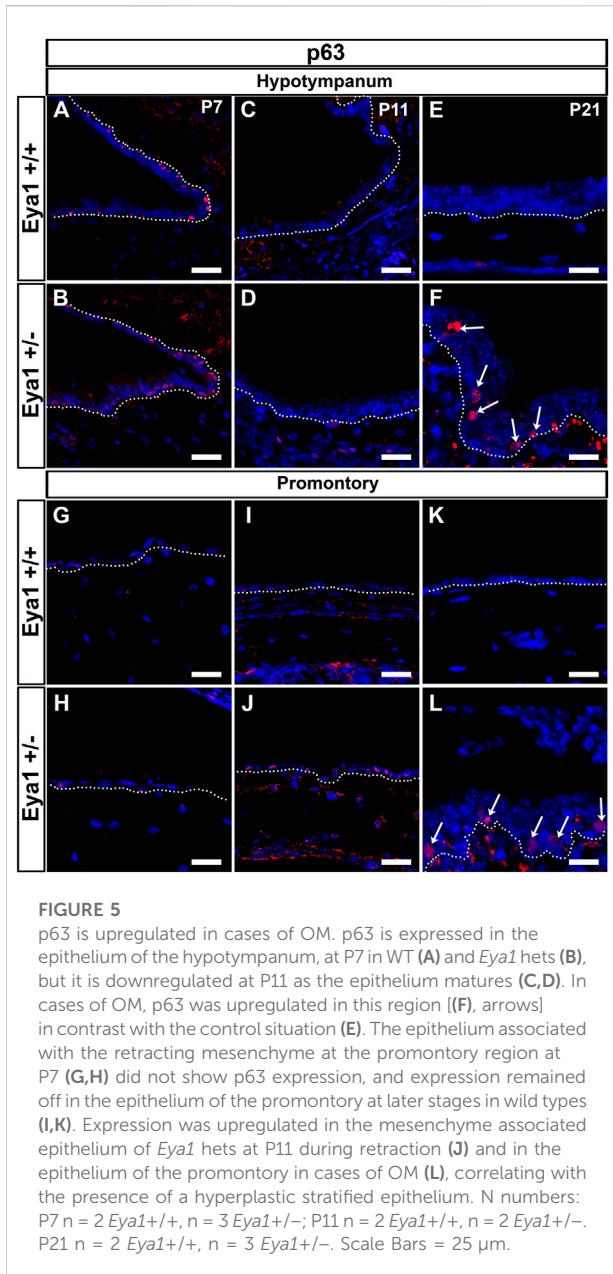 p63
Hypotympanum
Eya1 +/+
A
P7
C
P11
E
P21
Eya1 +/-
B
D
F
Promontory
Eya1 +/+
G
I
K
Eya1 +/-
H
J
L
FIGURE 5
p63 is upregulated in cases of OM. p63 is expressed in the
epithelium of the hypotympanum, at P7 in WT (A) and Eya1 hets (B),
but it is downregulated at P11 as the epithelium matures (C,D). In
cases of OM, p63 was upregulated in this region [(F), arrows]
in contrast with the control situation (E). The epithelium associated
with the retracting mesenchyme at the promontory region at
P7 (G,H) did not show p63 expression, and expression remained
off in the epithelium of the promontory at later stages in wild types
(I,K). Expression was upregulated in the mesenchyme associated
epithelium of Eya1 hets at P11 during retraction (J) and in the
epithelium of the promontory in cases of OM (L), correlating with
the presence of a hyperplastic stratified epithelium. N numbers:
P7 n = 2 Eya1+/+, n = 3 Eya1+/−; P11 n = 2 Eya1+/+, n = 2 Eya1+/−.
P21 n = 2 Eya1+/+, n = 3 Eya1+/−. Scale Bars = 25 µm.